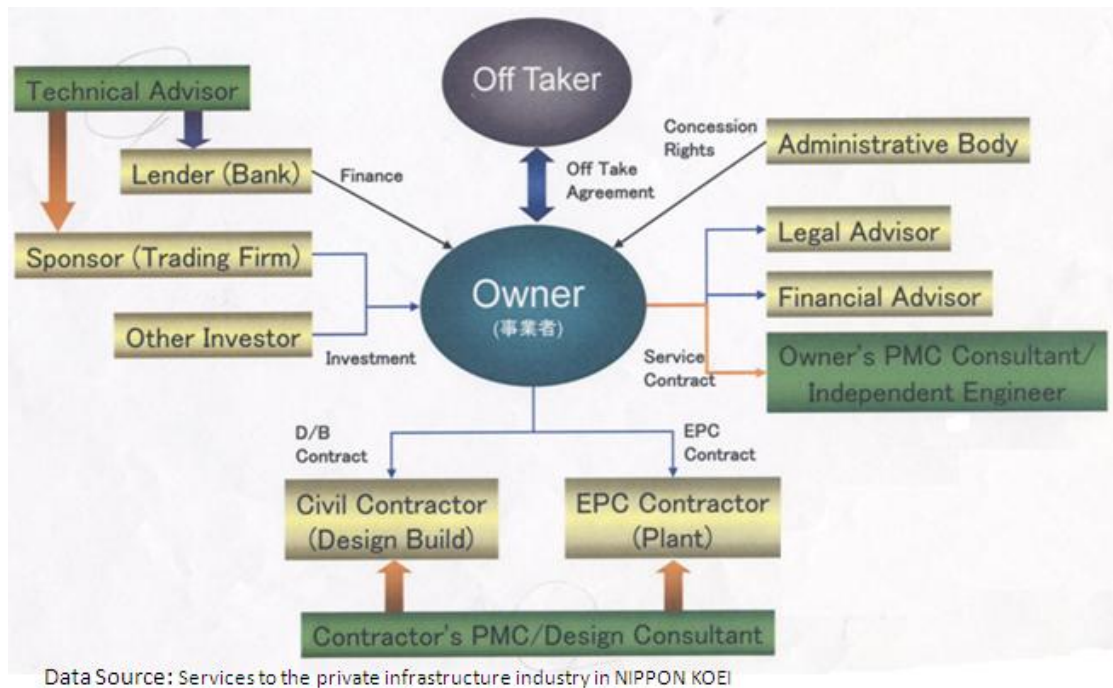 Off Taker
Technical Advisor
Concession
Rights
Administrative Body
Lender (Bank)
Finance
Off Take
Agreement
Legal Advisor
Sponsor (Trading Firm)
Owner
(事業者)
Financial Advisor
Other Investor
Investment
Service
Contract
Owner's PMC Consultant/
Independent Engineer
D/B
Contract
EPC
Contract
Civil Contractor
(Design Build)
EPC Contractor
(Plant)
Contractor's PMC/Design Consultant
Data Source: Services to the private infrastructure industry in NIPPON KOEI